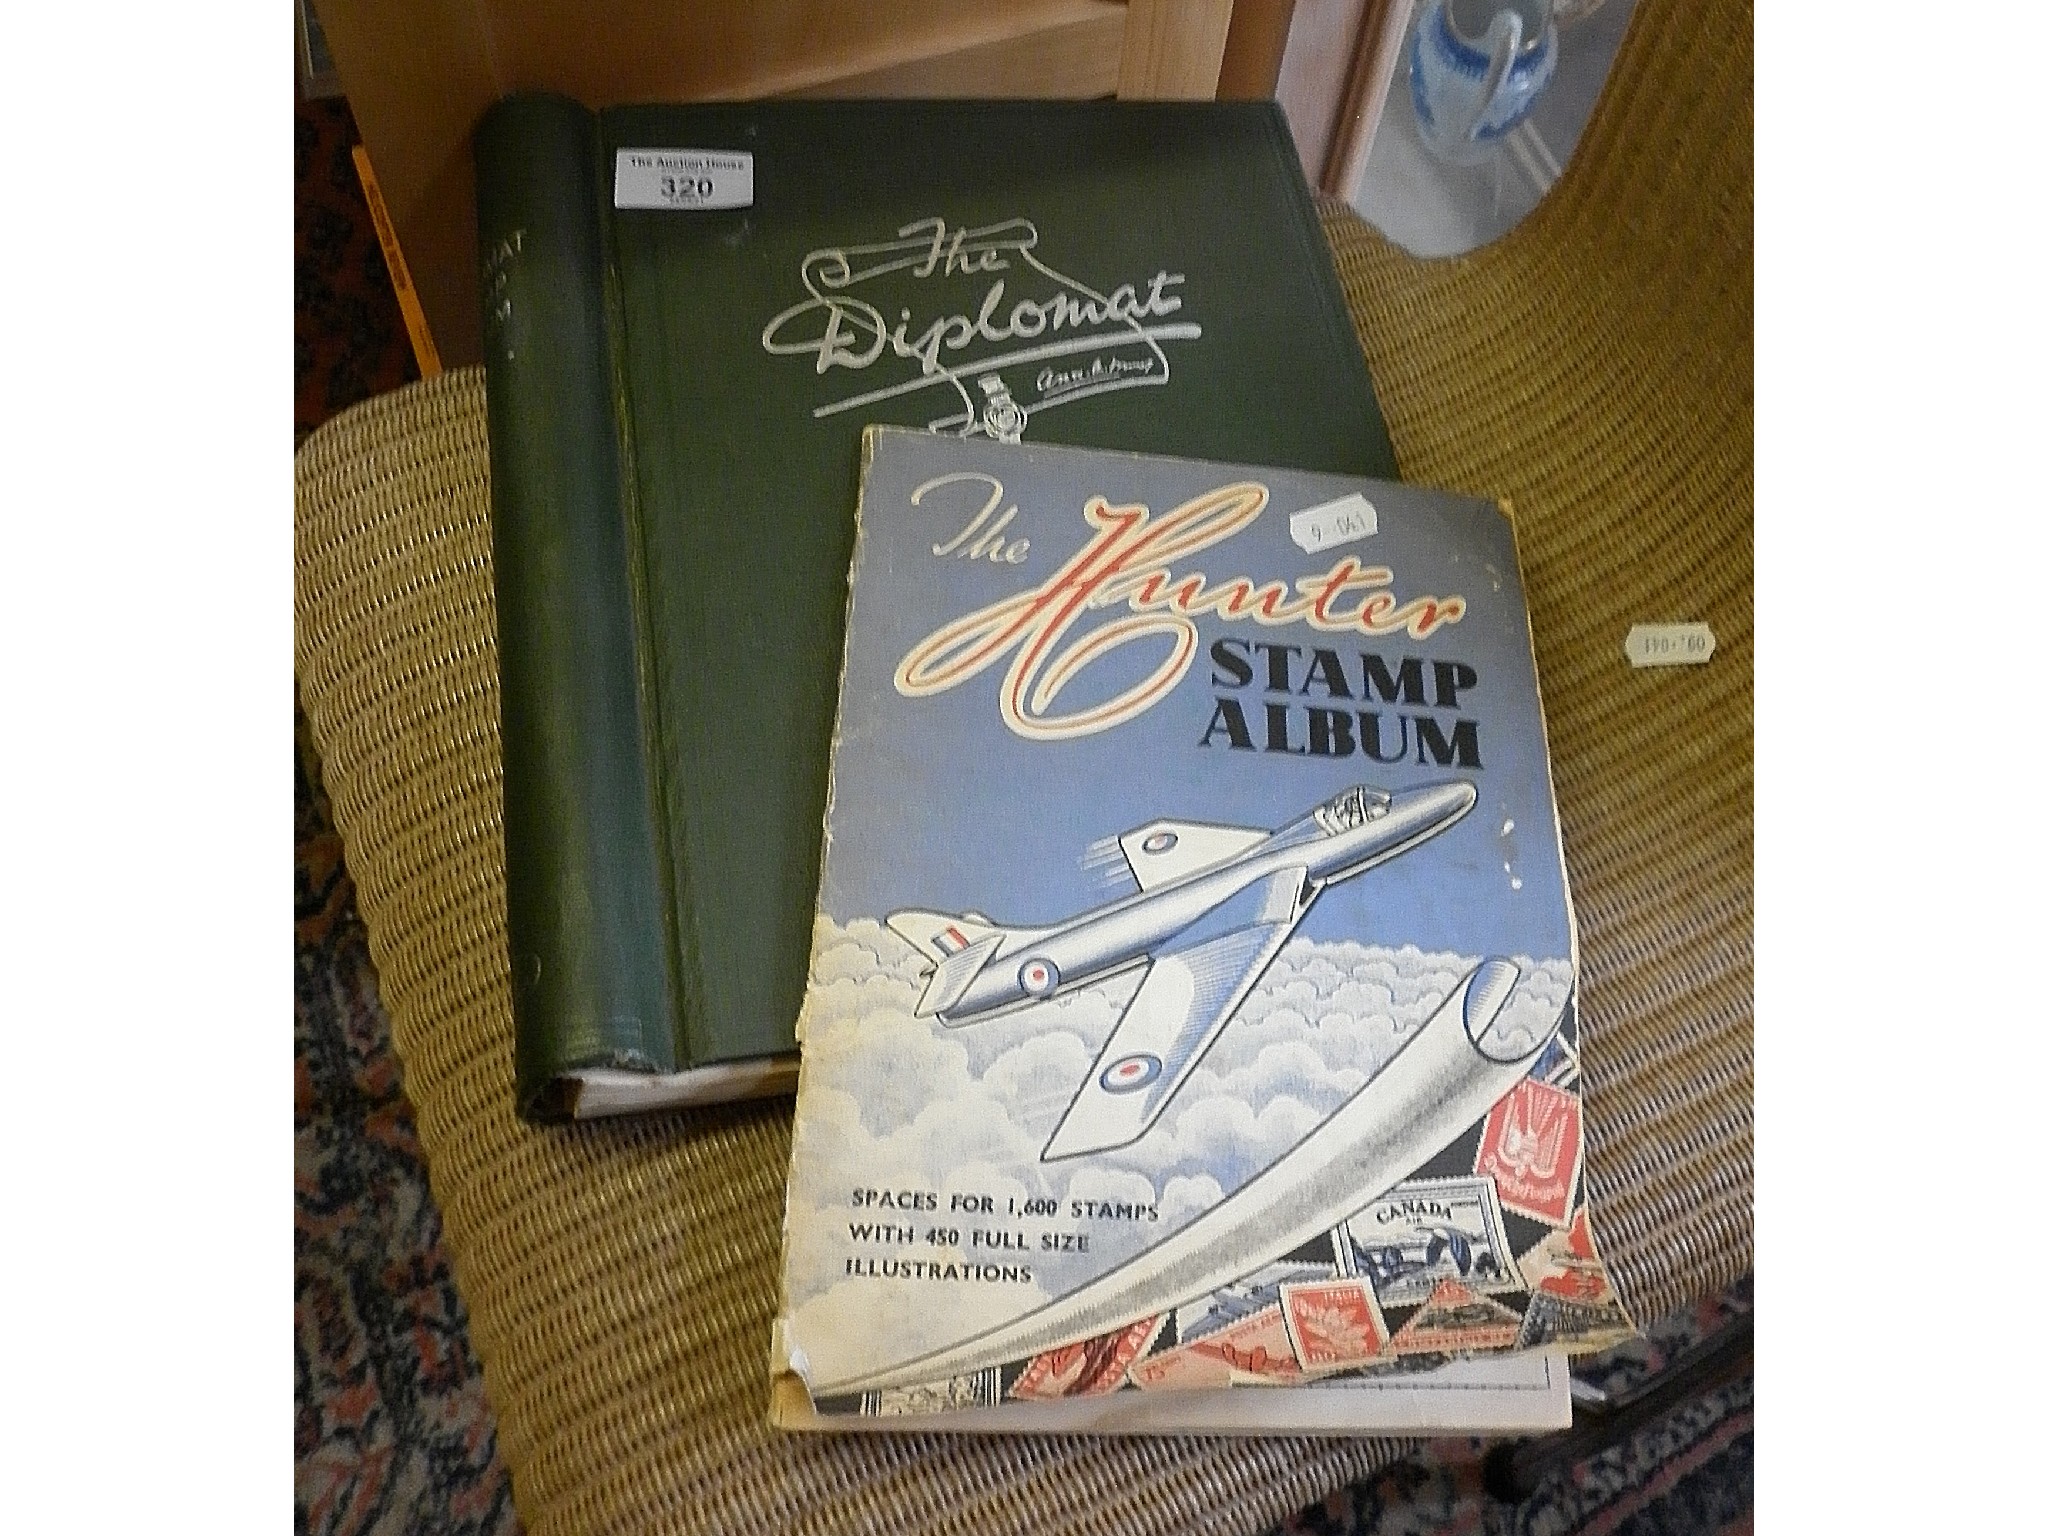 The Auction House
320
The
Diplomat
The
Hunter
STAMP
ALBUM
SPACES FOR 1,600 STAMPS
WITH 450 FULL SIZE
ILLUSTRATIONS
CANADA